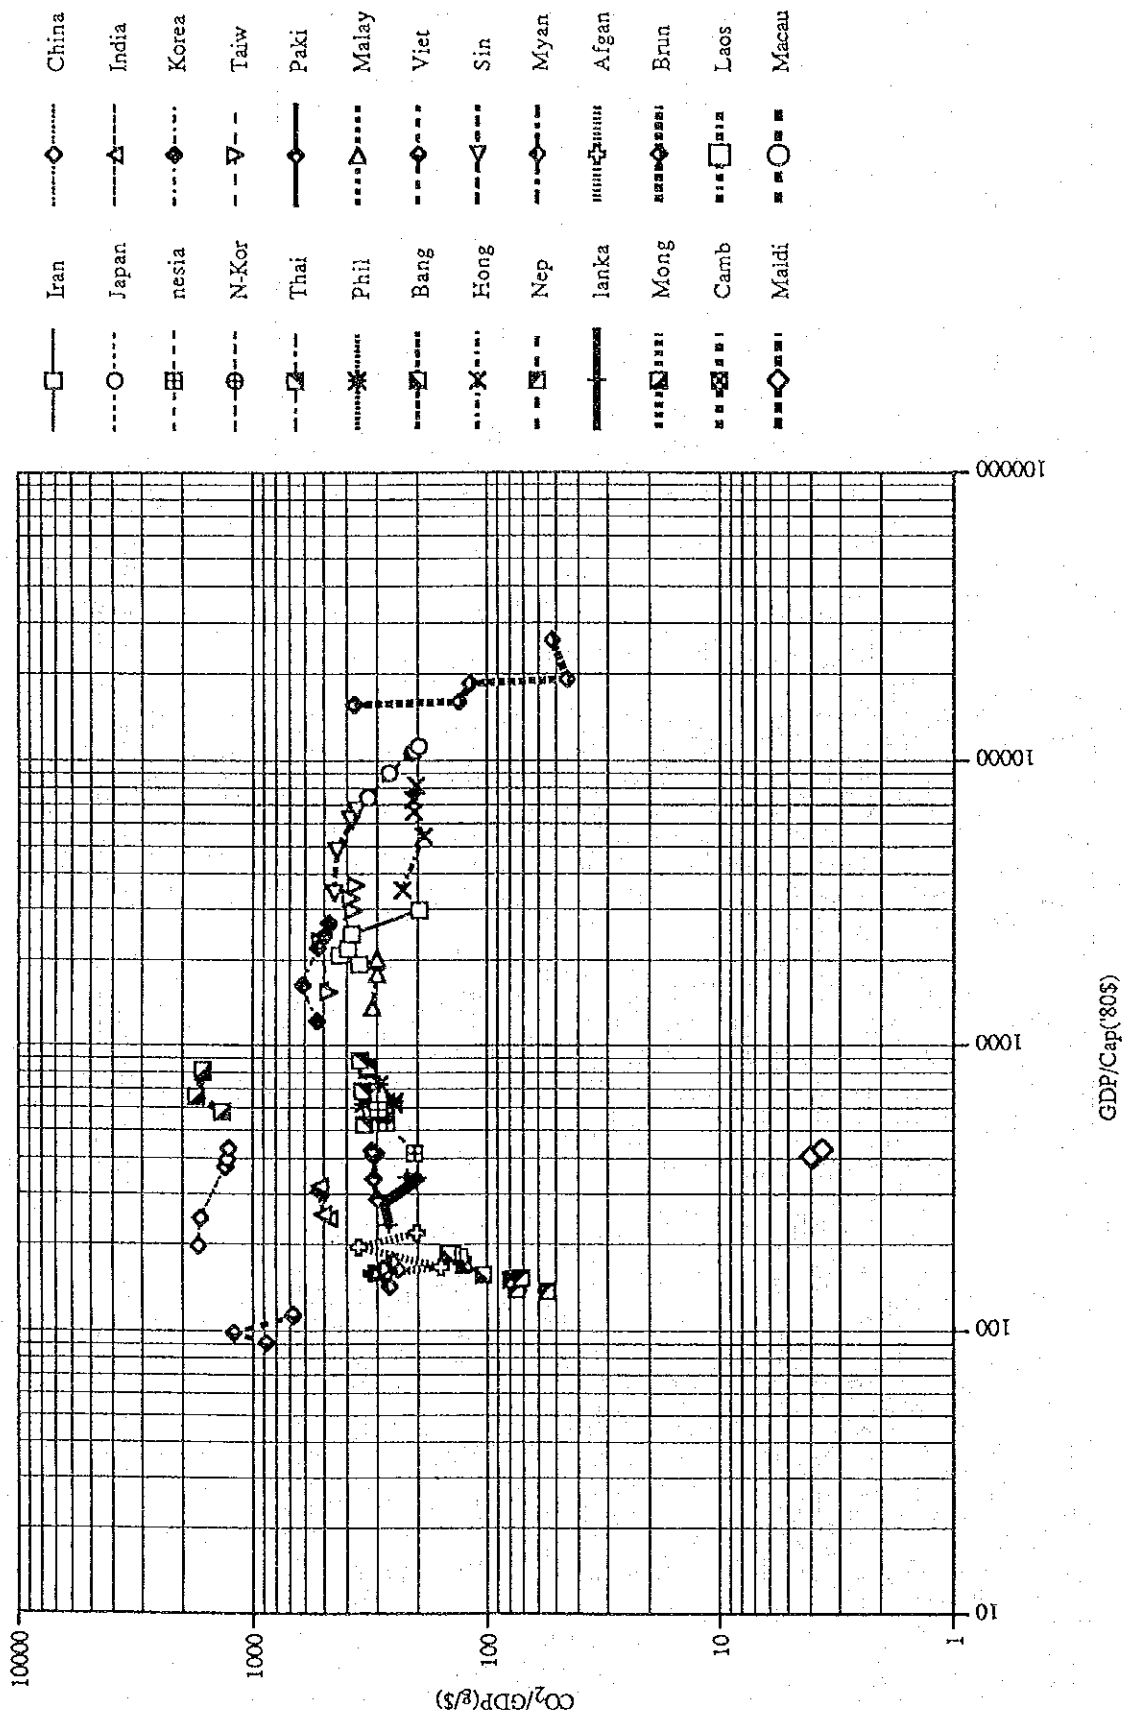 Iran China
Japan India
nesia Korea
N-Kor Taiw
Thai Paki
Phil Malay
Bang Viet
Hong Sin
Nep Myan
lanka Afgan
Mong Brun
Camb Laos
Maldi Macau
10000
1000
100
10
1
CO2/GDP(g/$)
10
100
1000
10000
100000
GDP/Cap('80$)